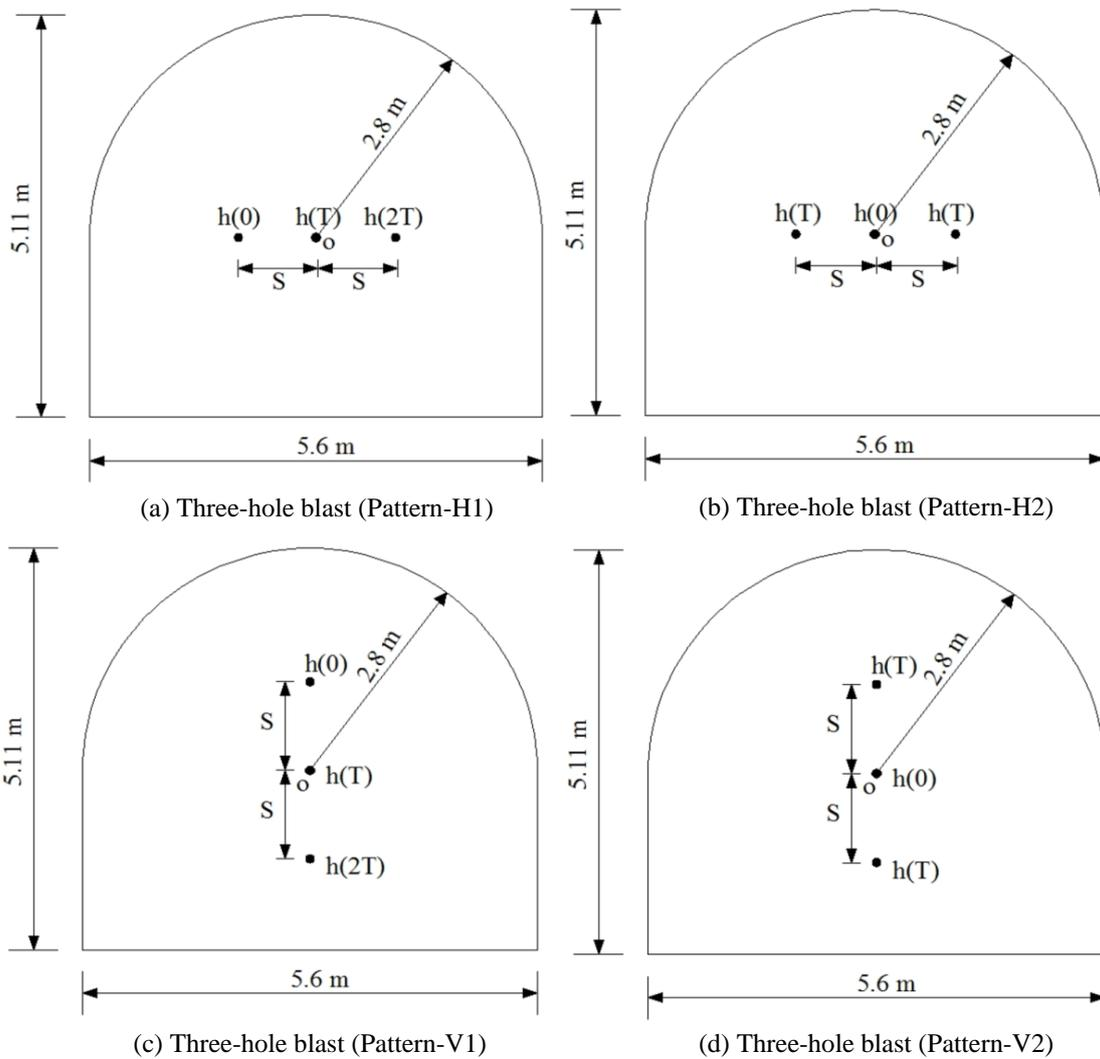 5.11 m
2.8 m
h(0) h(T) h(2T)
o
S S
5.6 m
(a) Three-hole blast (Pattern-H1)
5.11 m
2.8 m
h(T) h(0) h(T)
o
S S
5.6 m
(b) Three-hole blast (Pattern-H2)
5.11 m
2.8 m
h(0)
S
o h(T)
S
h(2T)
5.6 m
(c) Three-hole blast (Pattern-V1)
5.11 m
2.8 m
h(T)
S
o h(0)
S
h(T)
5.6 m
(d) Three-hole blast (Pattern-V2)